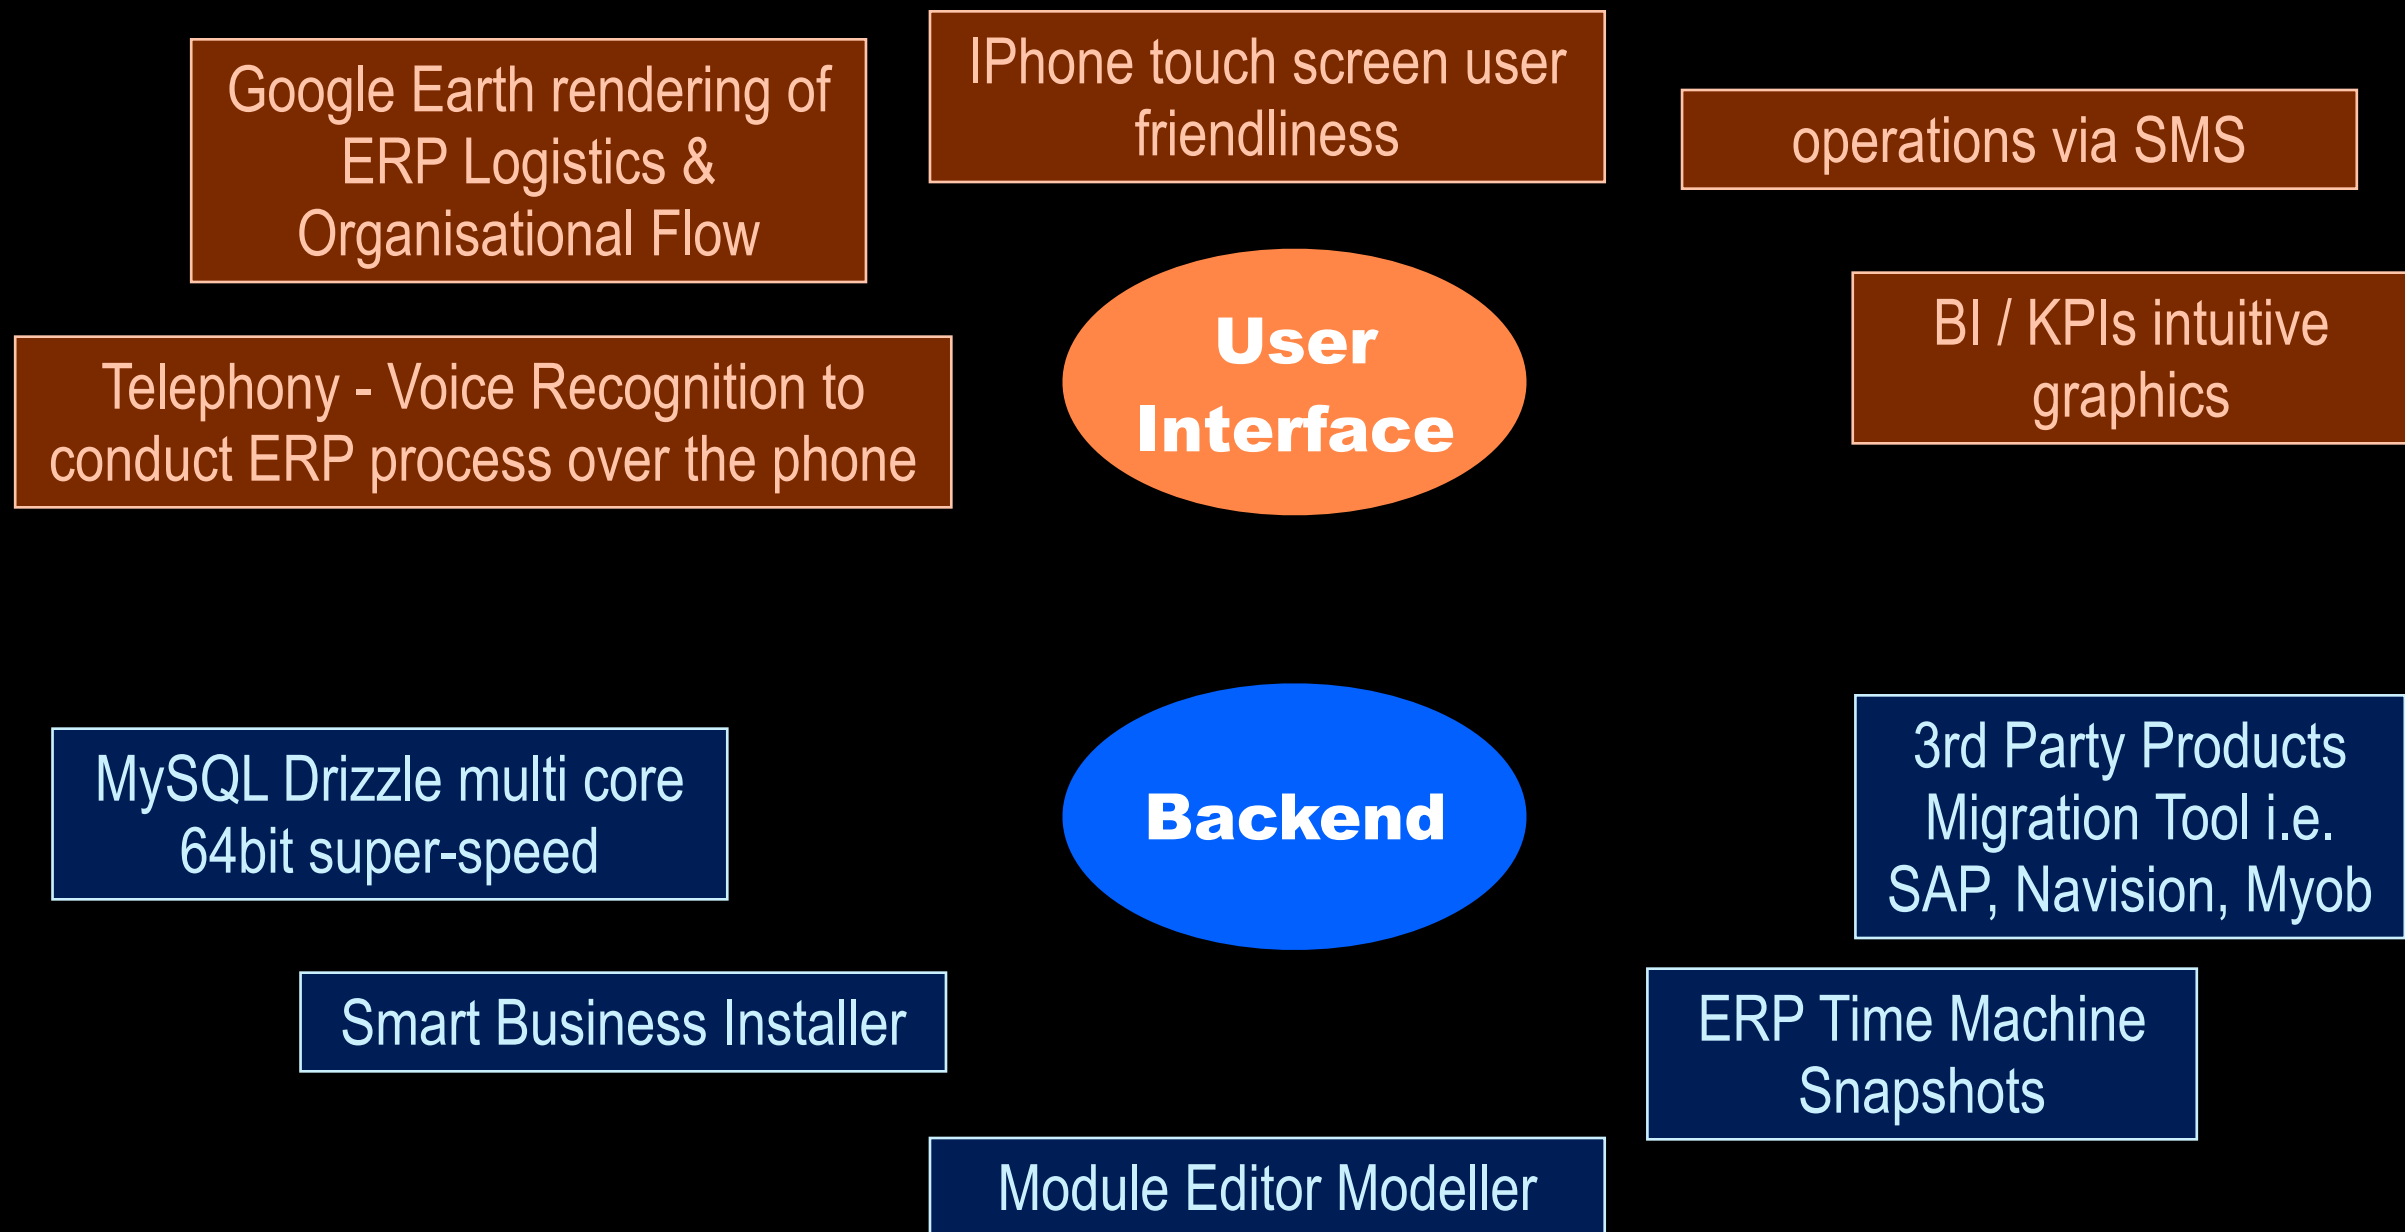 Google Earth rendering of
ERP Logistics &
Organisational Flow
IPhone touch screen user
friendliness
operations via SMS
Telephony - Voice Recognition to
conduct ERP process over the phone
User
Interface
BI / KPIs intuitive
graphics
MySQL Drizzle multi core
64bit super-speed
Backend
3rd Party Products
Migration Tool i.e.
SAP, Navision, Myob
Smart Business Installer
ERP Time Machine
Snapshots
Module Editor Modeller